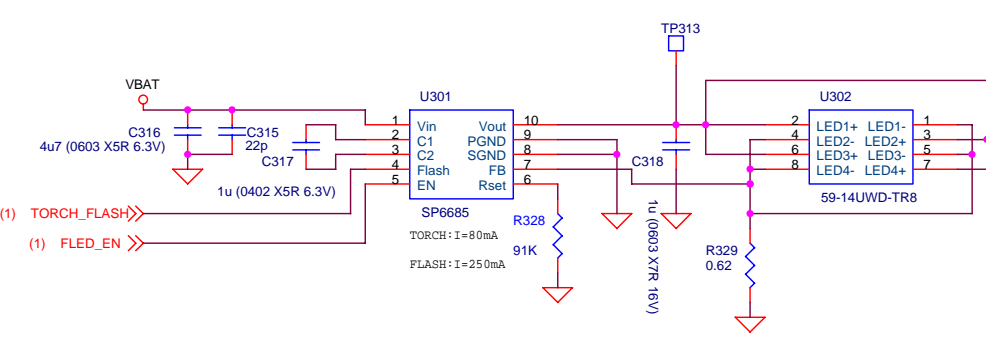 TP313
VBAT
U301
U302
C316
4u7 (0603 X5R 6.3V)
C315
22p
C317
1u (0402 X5R 6.3V)
1 Vin Vout 10
2 C1 PGND 9
3 C2 SGND 8
4 Flash FB 7
5 EN Rset 6
SP6685
C318
1u (0603 X7R 16V)
2 LED1+ LED1- 1
4 LED2- LED2+ 3
6 LED3+ LED3- 5
8 LED4- LED4+ 7
59-14UWD-TR8
(1) TORCH_FLASH
(1) FLED_EN
TORCH:I=80mA
FLASH:I=250mA
R328
91K
R329
0.62